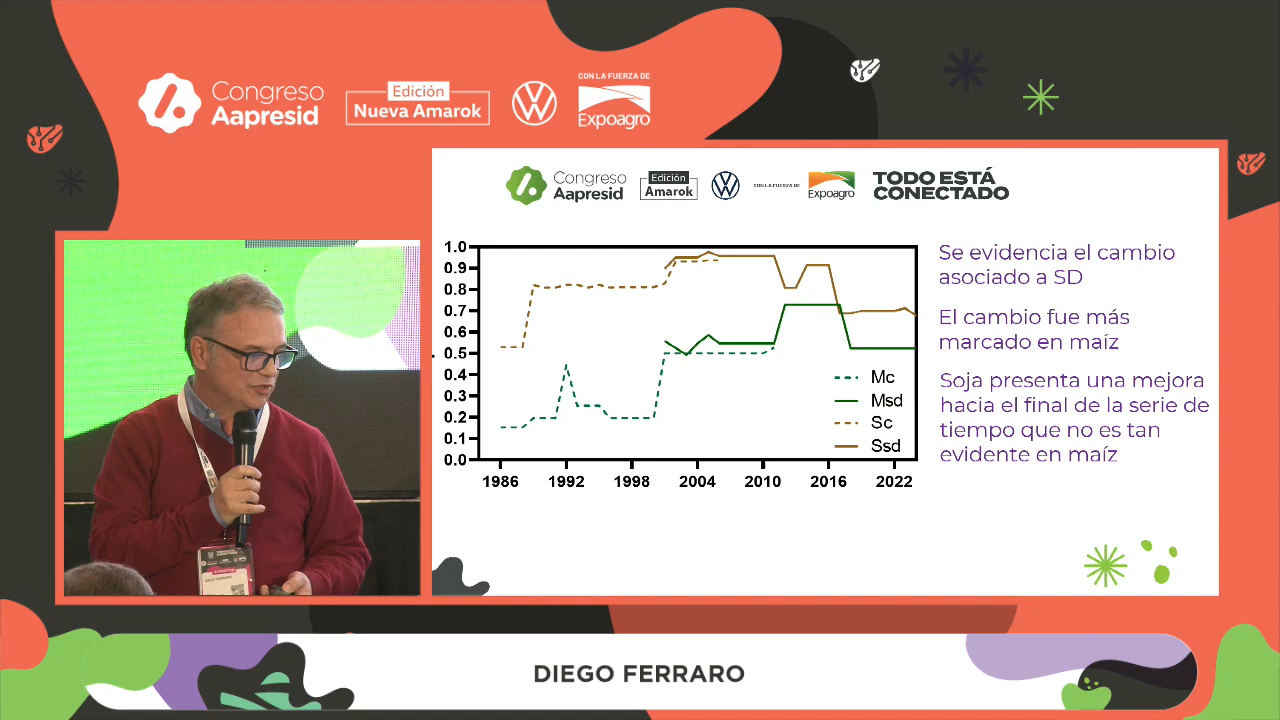 Congreso
Aapresid
Edición
Nueva Amarok
CON LA FUERZA DE
Expoagro
Congreso
Aapresid
Edición
Amarok
CON LA FUERZA DE
Expoagro
TODO ESTÁ
CONECTADO
1.0
0.9
0.8
0.7
0.6
0.5
0.4
0.3
0.2
0.1
0.0
1986 1992 1998 2004 2010 2016 2022
Mc
Msd
Sc
Ssd
Se evidencia el cambio
asociado a SD
El cambio fue más
marcado en maíz
Soja presenta una mejora
hacia el final de la serie de
tiempo que no es tan
evidente en maíz
DIEGO FERRARO